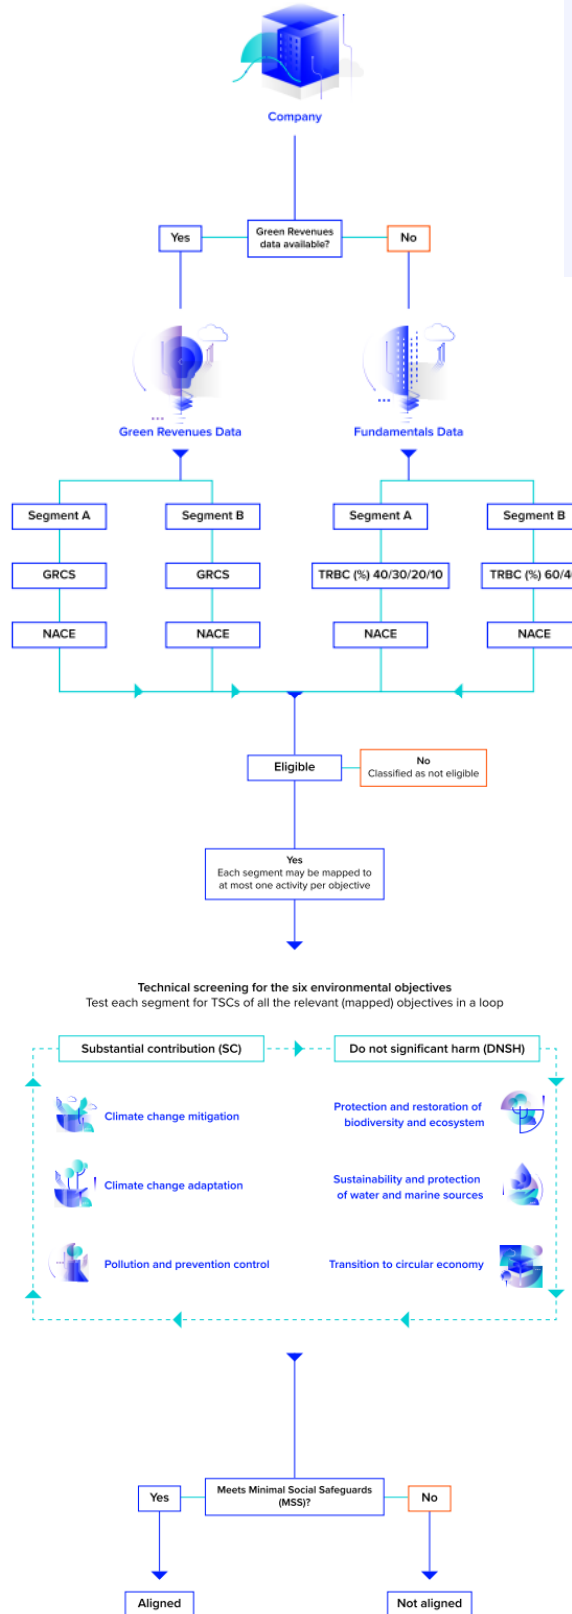 Company
Green Revenues
data available?
Yes
No
Green Revenues Data
Fundamentals Data
Segment A
Segment B
Segment A
Segment B
GRCS
GRCS
TRBC (%) 40/30/20/10
TRBC (%) 60/4
NACE
NACE
NACE
NACE
Eligible
No
Classified as not eligible
Yes
Each segment may be mapped to
at most one activity per objective
Technical screening for the six environmental objectives
Test each segment for TSCs of all the relevant (mapped) objectives in a loop
Substantial contribution (SC)
Do not significant harm (DNSH)
Climate change mitigation
Protection and restoration of
biodiversity and ecosystem
Climate change adaptation
Sustainability and protection
of water and marine sources
Pollution and prevention control
Transition to circular economy
Meets Minimal Social Safeguards
(MSS)?
Yes
No
Aligned
Not aligned